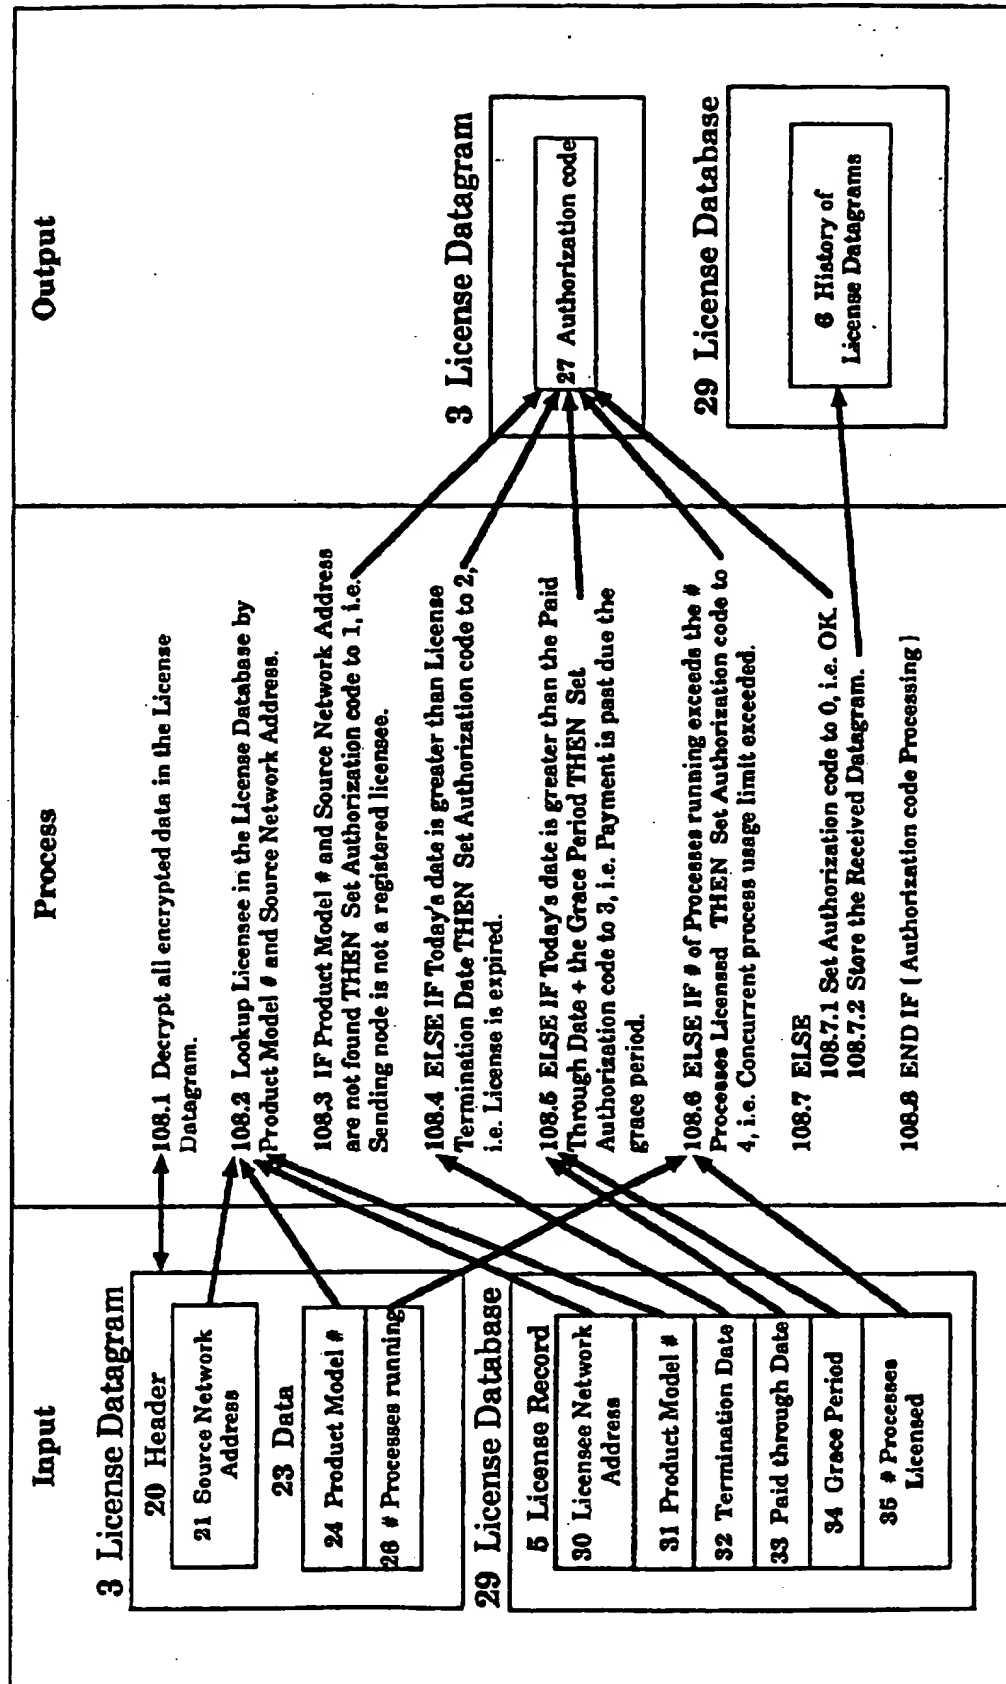 Input
3 License Datagram
20 Header
21 Source Network
Address
23 Data
24 Product Model #
26 # Processes running
29 License Database
5 License Record
30 Licensee Network
Address
31 Product Model #
32 Termination Date
33 Paid through Date
34 Grace Period
35 # Processes
Licensed
Process
108.1 Decrypt all encrypted data in the License
Datagram.
108.2 Lookup Licensee in the License Database by
Product Model # and Source Network Address.
108.3 IF Product Model # and Source Network Address
are not found THEN Set Authorization code to 1, i.e.
Sending node is not a registered licensee.
108.4 ELSE IF Today's date is greater than License
Termination Date THEN Set Authorization code to 2,
i.e. License is expired.
108.5 ELSE IF Today's date is greater than the Paid
Through Date + the Grace Period THEN Set
Authorization code to 3, i.e. Payment is past due the
grace period.
108.6 ELSE IF # of Processes running exceeds the #
Processes Licensed THEN Set Authorization code to
4, i.e. Concurrent process usage limit exceeded.
108.7 ELSE
108.7.1 Set Authorization code to 0, i.e. OK.
108.7.2 Store the Received Datagram.
108.8 END IF ( Authorization code Processing )
Output
3 License Datagram
27 Authorization code
29 License Database
6 History of
License Datagrams